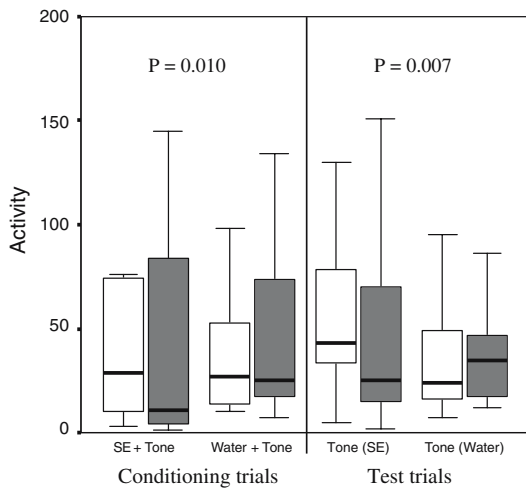 200
P = 0.010 P = 0.007
150
Activity
100
50
0
SE + Tone Water + Tone Tone (SE) Tone (Water)
Conditioning trials Test trials